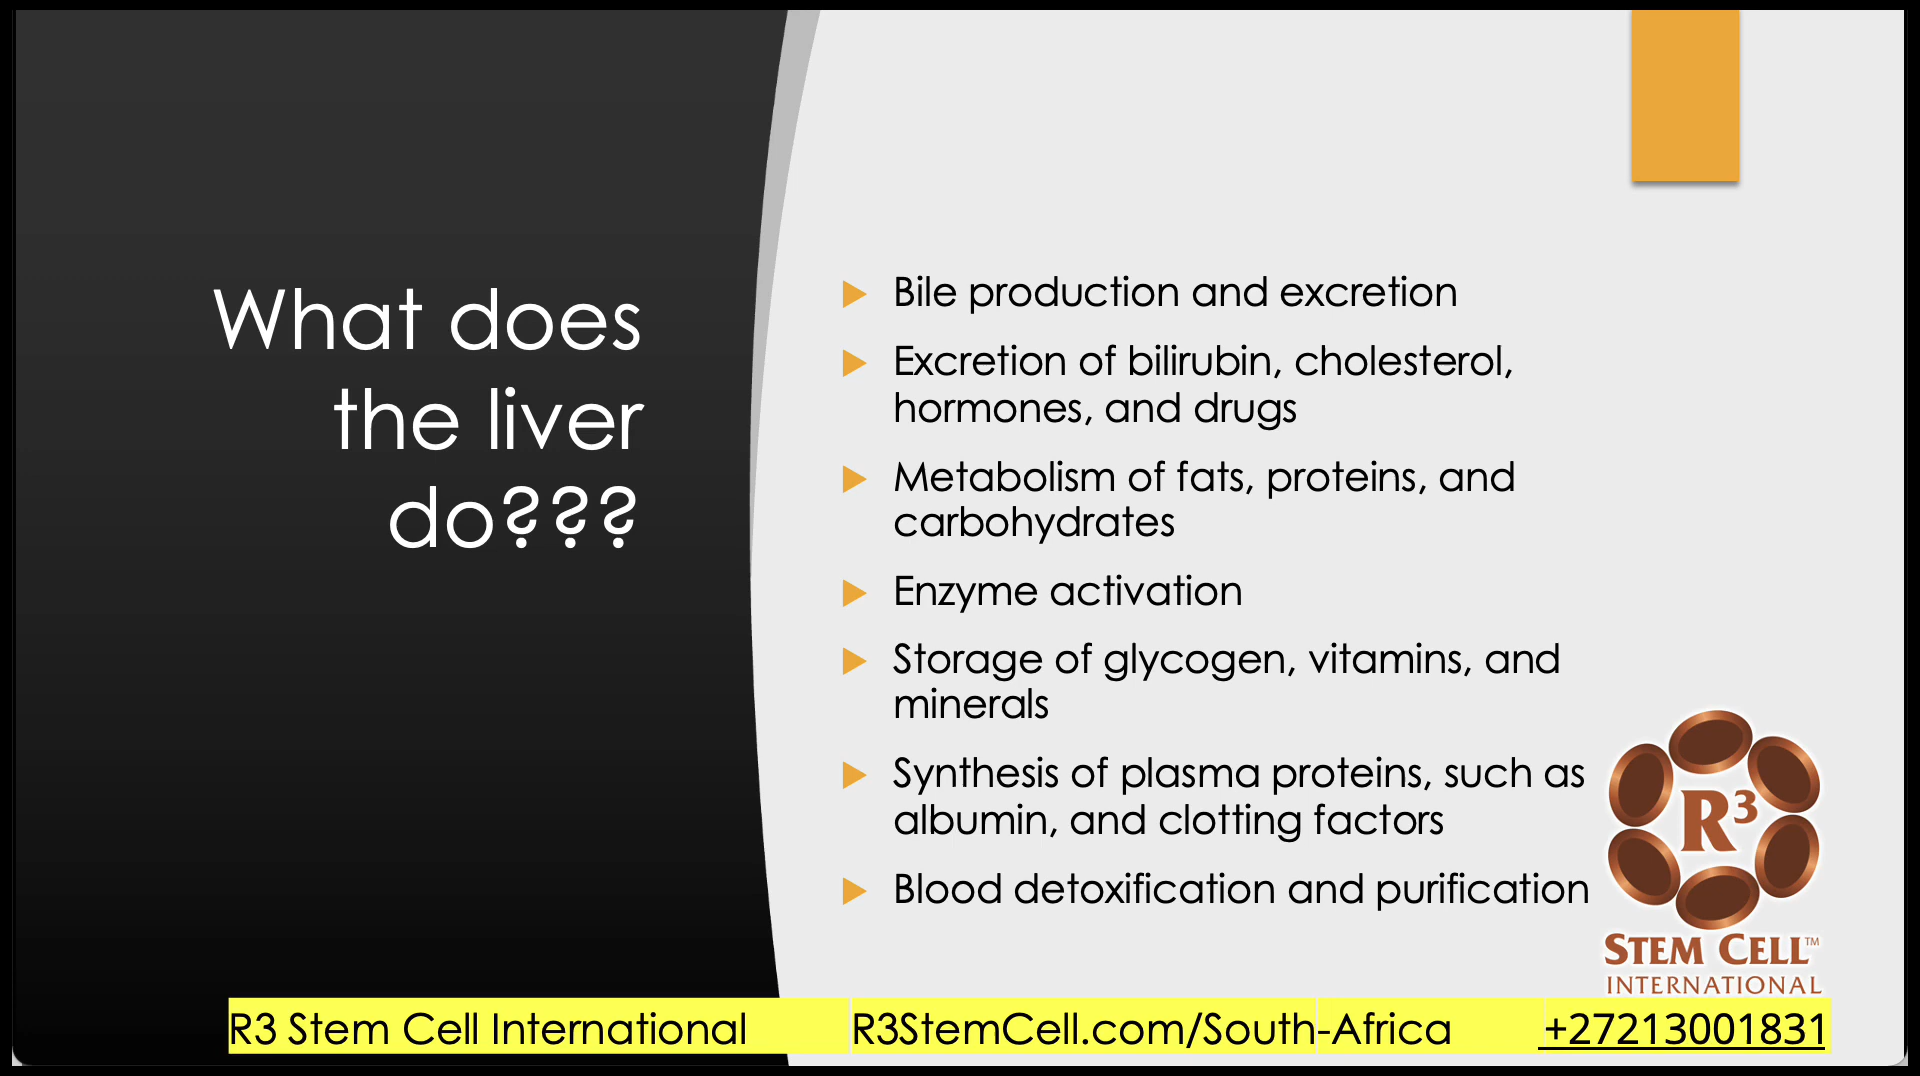 What does
the liver
do???
Bile production and excretion
Excretion of bilirubin, cholesterol,
hormones, and drugs
Metabolism of fats, proteins, and
carbohydrates
Enzyme activation
Storage of glycogen, vitamins, and
minerals
Synthesis of plasma proteins, such as
albumin, and clotting factors
Blood detoxification and purification
R3
STEM CELL™
INTERNATIONAL
R3 Stem Cell International R3StemCell.com/South-Africa +27213001831